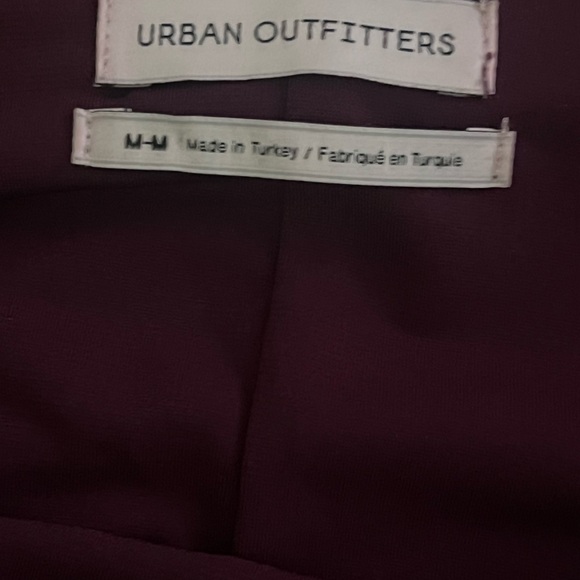 URBAN OUTFITTERS
M-M Made in Turkey / Fabriqué en Turquie